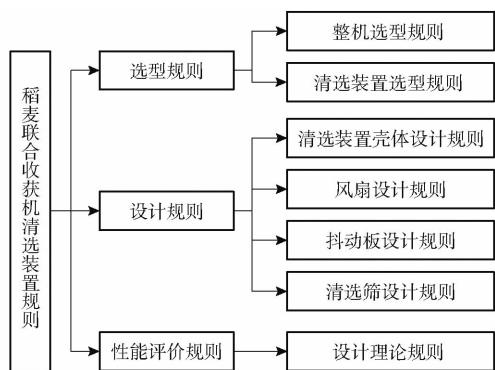 稻麦联合收获机清选装置规则
选型规则
整机选型规则
清选装置选型规则
设计规则
清选装置壳体设计规则
风扇设计规则
抖动板设计规则
清选筛设计规则
性能评价规则
设计理论规则